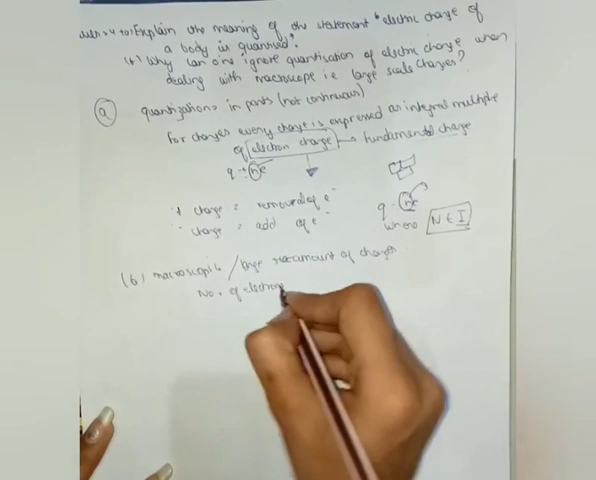 Explain the meaning of the statement "electric charge of
a body is quantised".
Why can one ignore quantisation of electric charge when
dealing with macroscopic i.e large scale charges?
(a) quantization = in parts (not continuous)
for charges every charge is expressed as integral multiple
of electron charge → fundamental charge
q = ne
+ charge = removal of e⁻
- charge = add of e⁻
q = ne
where N ∈ I
(b) macroscopic / large amount of charges
No. of electrons